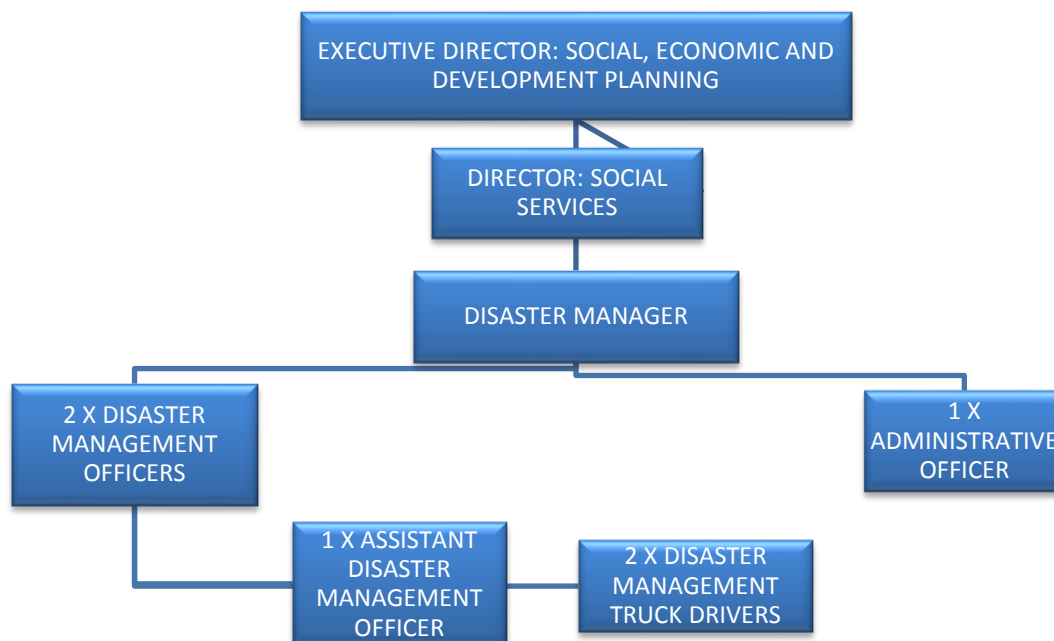 EXECUTIVE DIRECTOR: SOCIAL, ECONOMIC AND
DEVELOPMENT PLANNING
DIRECTOR: SOCIAL
SERVICES
DISASTER MANAGER
2 X DISASTER
MANAGEMENT
OFFICERS
1 X
ADMINISTRATIVE
OFFICER
1 X ASSISTANT
DISASTER
MANAGEMENT
OFFICER
2 X DISASTER
MANAGEMENT
TRUCK DRIVERS